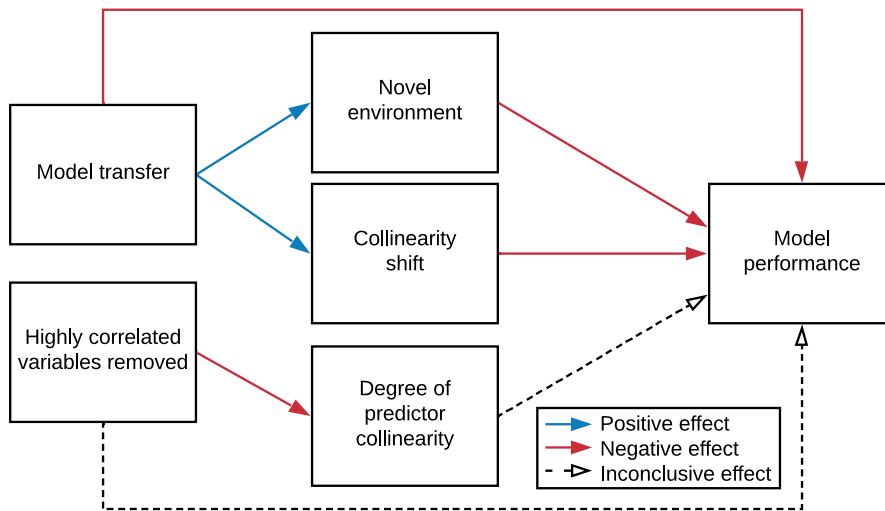 Novel
environment
Model transfer
Collinearity
shift
Model
performance
Highly correlated
variables removed
Degree of
predictor
collinearity
Positive effect
Negative effect
Inconclusive effect